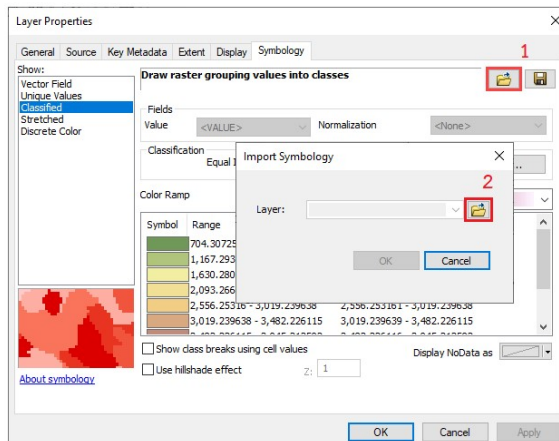 Layer Properties
General Source Key Metadata Extent Display Symbology
1
Show:
Vector Field
Unique Values
Classified
Stretched
Discrete Color
Draw raster grouping values into classes
Fields
Value <VALUE> Normalization <None>
Classification
Equal I
...
Import Symbology
2
Layer:
OK Cancel
Color Ramp
Symbol Range
704.30725
1,167.293
1,630.280
2,093.266
2,556.25316 - 3,019.239638 2,556.253161 - 3,019.239638
3,019.239638 - 3,482.226115 3,019.239639 - 3,482.226115
Show class breaks using cell values
Display NoData as
Use hillshade effect Z: 1
About symbology
OK Cancel Apply